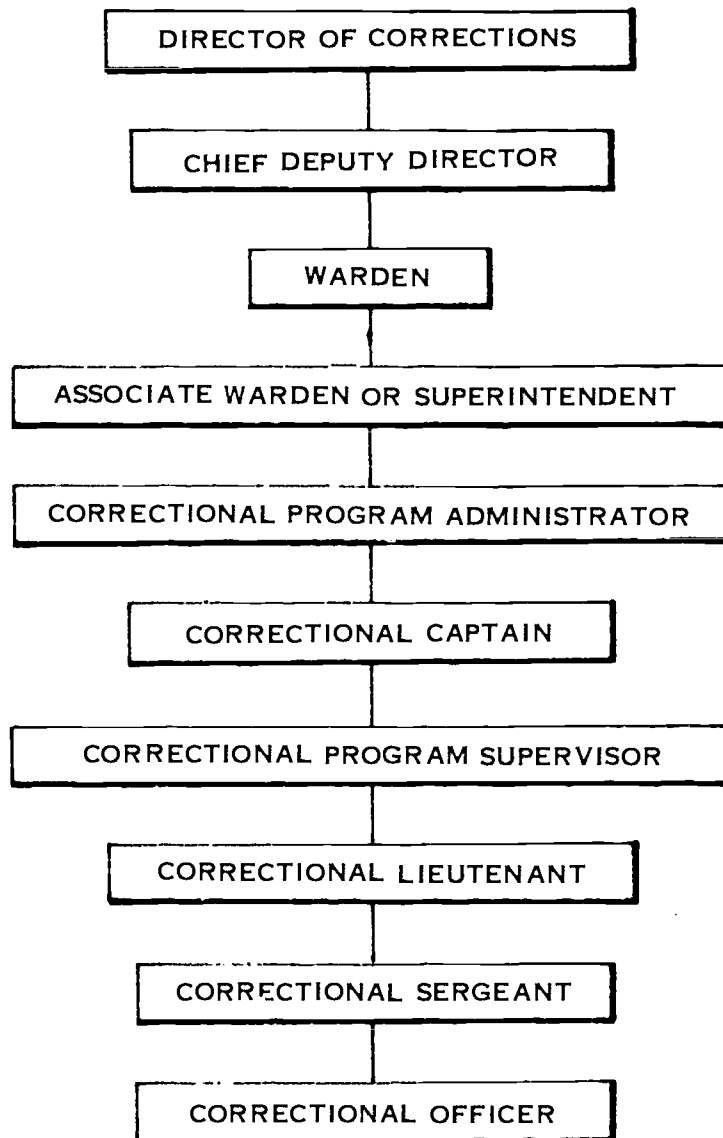 DIRECTOR OF CORRECTIONS
CHIEF DEPUTY DIRECTOR
WARDEN
ASSOCIATE WARDEN OR SUPERINTENDENT
CORRECTIONAL PROGRAM ADMINISTRATOR
CORRECTIONAL CAPTAIN
CORRECTIONAL PROGRAM SUPERVISOR
CORRECTIONAL LIEUTENANT
CORRECTIONAL SERGEANT
CORRECTIONAL OFFICER